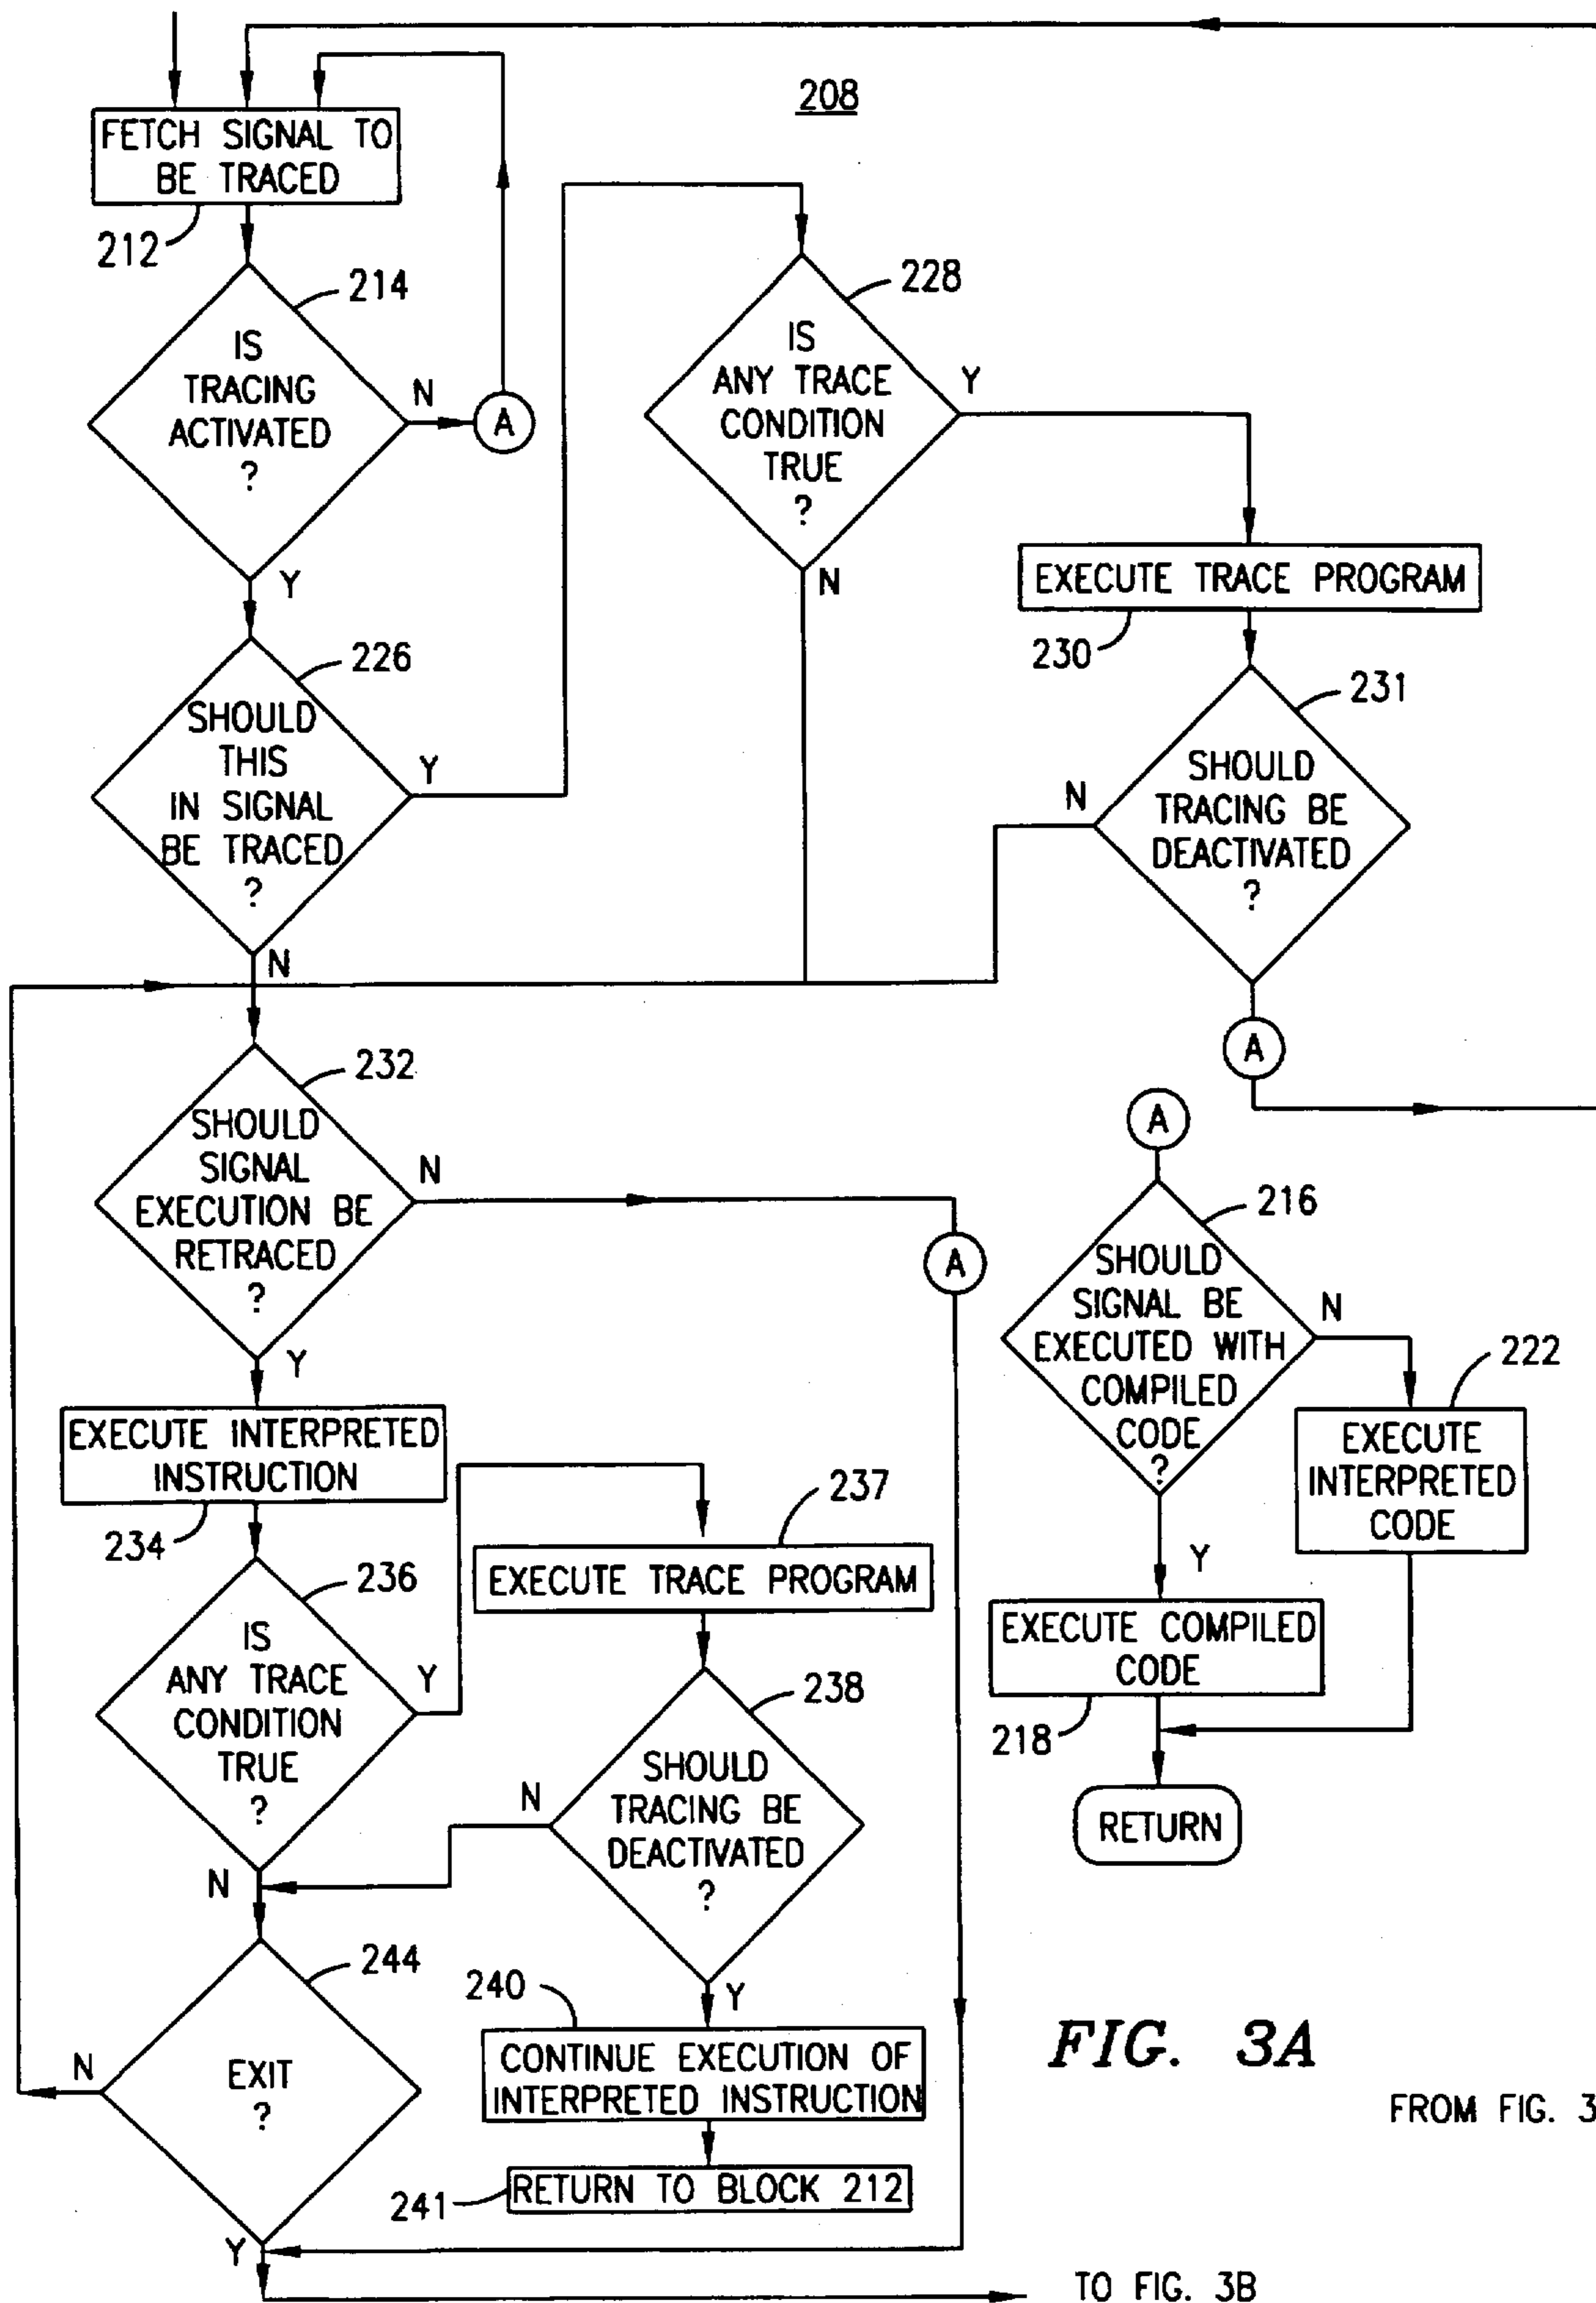 208
FETCH SIGNAL TO
BE TRACED
212
214
IS
TRACING
ACTIVATED
?
N
A
Y
228
IS
ANY TRACE
CONDITION
TRUE
?
Y
N
EXECUTE TRACE PROGRAM
230
226
SHOULD
THIS
IN SIGNAL
BE TRACED
?
Y
N
231
SHOULD
TRACING BE
DEACTIVATED
?
N
A
232
SHOULD
SIGNAL
EXECUTION BE
RETRACED
?
N
A
Y
A
216
SHOULD
SIGNAL BE
EXECUTED WITH
COMPILED
CODE
?
N
222
EXECUTE
INTERPRETED
CODE
Y
EXECUTE COMPILED
CODE
218
RETURN
EXECUTE INTERPRETED
INSTRUCTION
234
236
IS
ANY TRACE
CONDITION
TRUE
?
Y
N
237
EXECUTE TRACE PROGRAM
238
SHOULD
TRACING BE
DEACTIVATED
?
N
Y
240
CONTINUE EXECUTION OF
INTERPRETED INSTRUCTION
241
RETURN TO BLOCK 212
244
EXIT
?
N
Y
FIG. 3A
FROM FIG. 3
TO FIG. 3B